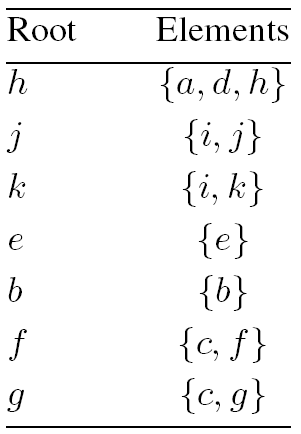 Root Elements
h {a, d, h}
j {i, j}
k {i, k}
e {e}
b {b}
f {c, f}
g {c, g}